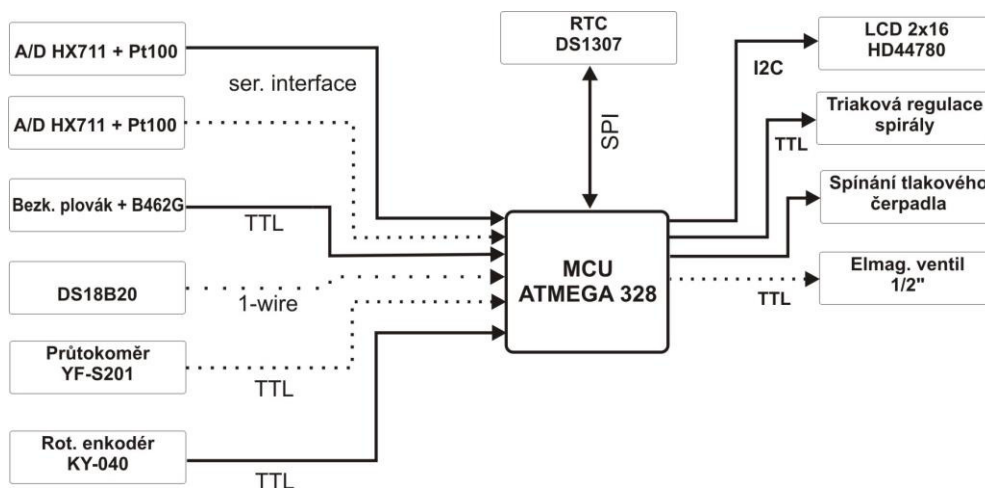 A/D HX711 + Pt100
ser. interface
A/D HX711 + Pt100
Bezk. plovák + B462G
TTL
DS18B20
1-wire
Průtokoměr
YF-S201
TTL
Rot. enkodér
KY-040
TTL
RTC
DS1307
SPI
MCU
ATMEGA 328
LCD 2x16
HD44780
I2C
Triaková regulace
spirály
TTL
Spínání tlakového
čerpadla
Elmag. ventil
1/2"
TTL